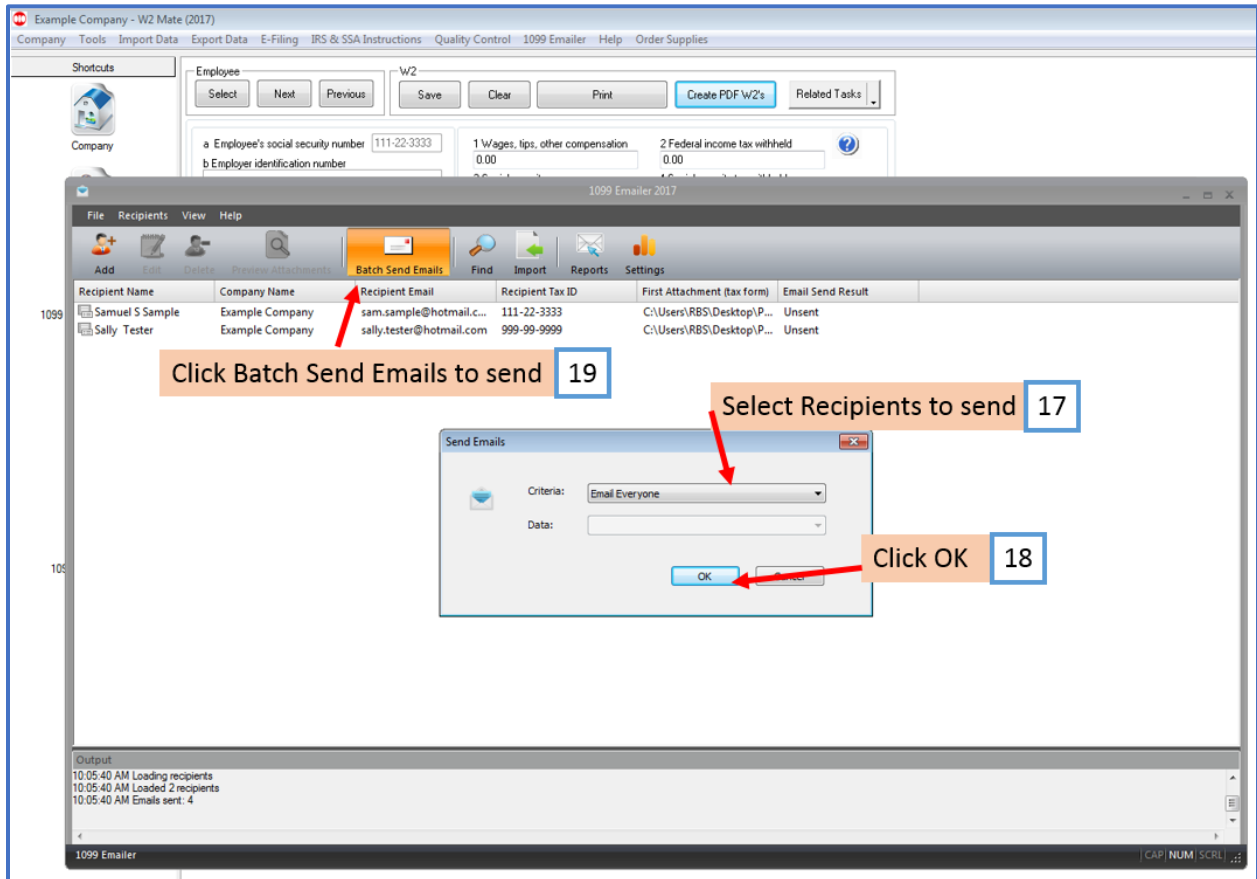 Example Company - W2 Mate (2017)
Company Tools Import Data Export Data E-Filing IRS & SSA Instructions Quality Control 1099 Emailer Help Order Supplies
Shortcuts
Employee
W2
Select Next Previous
Save Clear Print Create PDF W2's Related Tasks
Company
a Employee's social security number 111-22-3333
1 Wages, tips, other compensation
2 Federal income tax withheld
b Employer identification number
0.00
0.00
1099 Emailer 2017
File Recipients View Help
Add Edit Delete Preview Attachments Batch Send Emails Find Import Reports Settings
Recipient Name Company Name Recipient Email Recipient Tax ID First Attachment (tax form) Email Send Result
1099
Samuel S Sample Example Company sam.sample@hotmail.c... 111-22-3333 C:\Users\RBS\Desktop\P... Unsent
Sally Tester Example Company sally.tester@hotmail.com 999-99-9999 C:\Users\RBS\Desktop\P... Unsent
Click Batch Send Emails to send 19
Select Recipients to send 17
Send Emails
Criteria: Email Everyone
Data:
Click OK 18
OK
Output
10:05:40 AM Loading recipients
10:05:40 AM Loaded 2 recipients
10:05:40 AM Emails sent: 4
1099 Emailer
CAP NUM SCRL